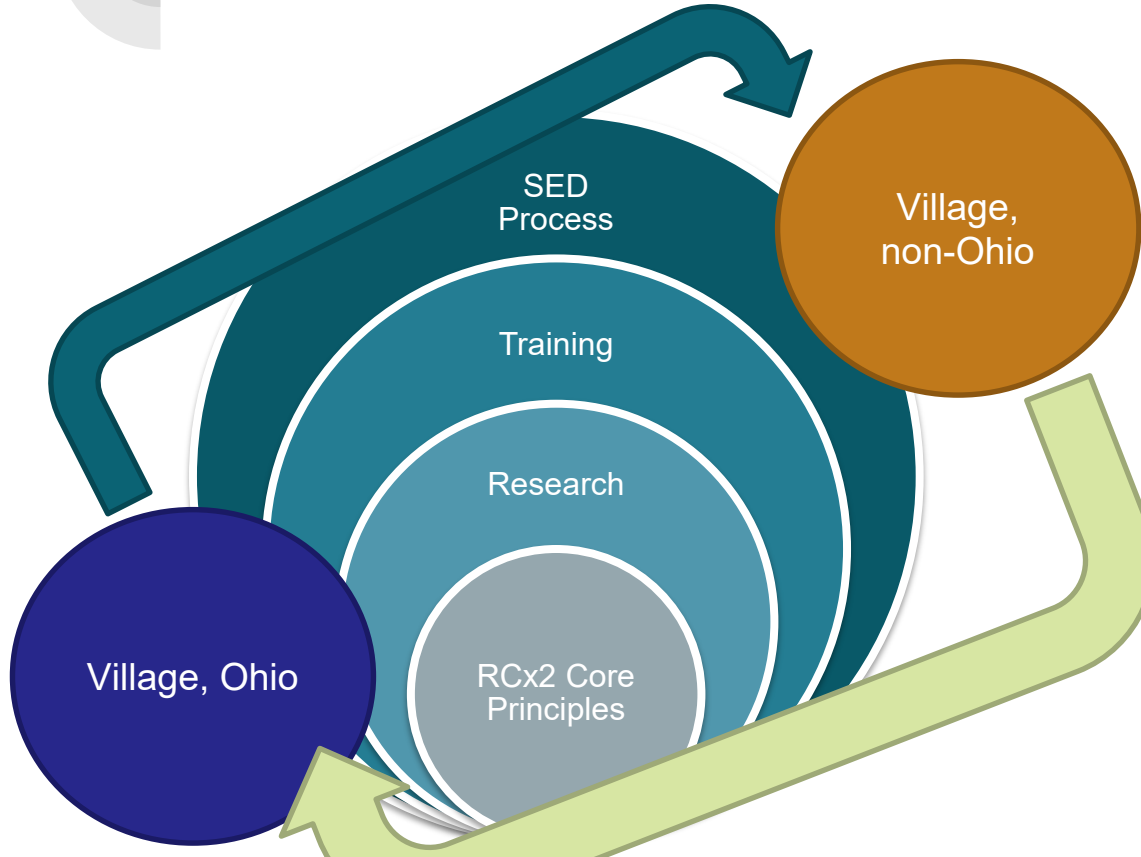 SED
Process
Village,
non-Ohio
Training
Research
Village, Ohio
RCx2 Core
Principles